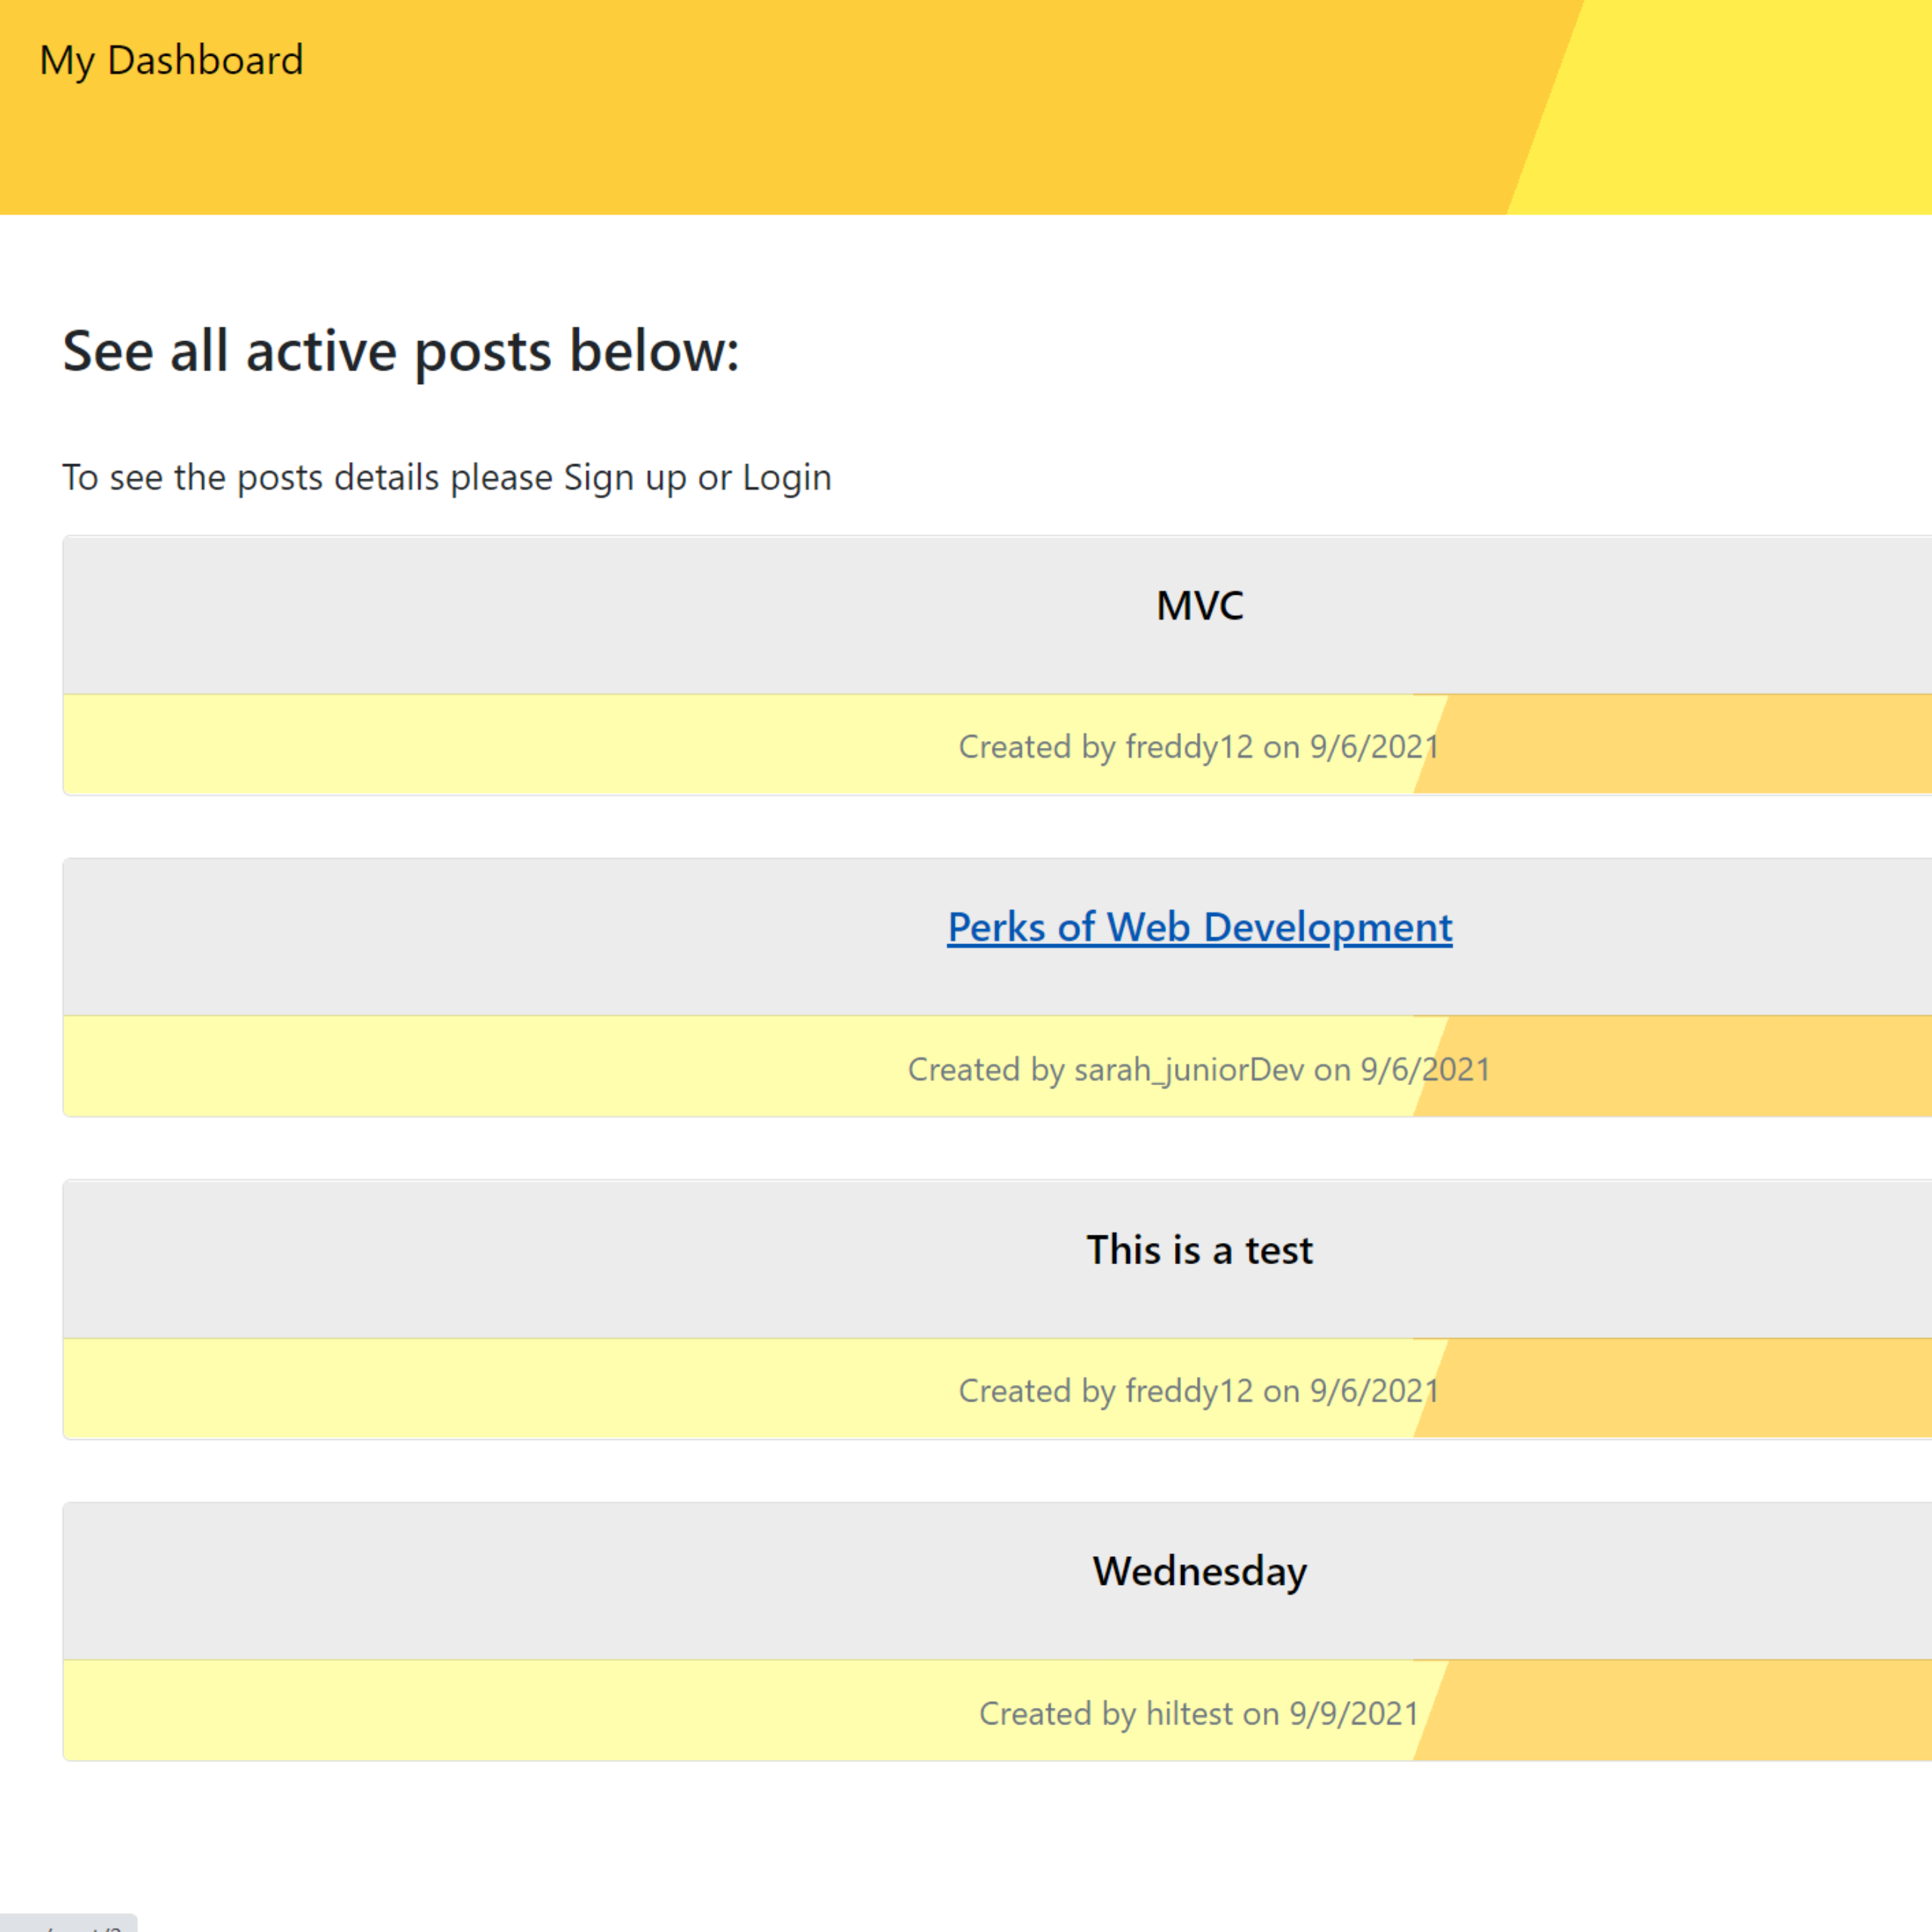 My Dashboard
See all active posts below:
To see the posts details please Sign up or Login
MVC
Created by freddy12 on 9/6/2021
Perks of Web Development
Created by sarah_juniorDev on 9/6/2021
This is a test
Created by freddy12 on 9/6/2021
Wednesday
Created by hiltest on 9/9/2021